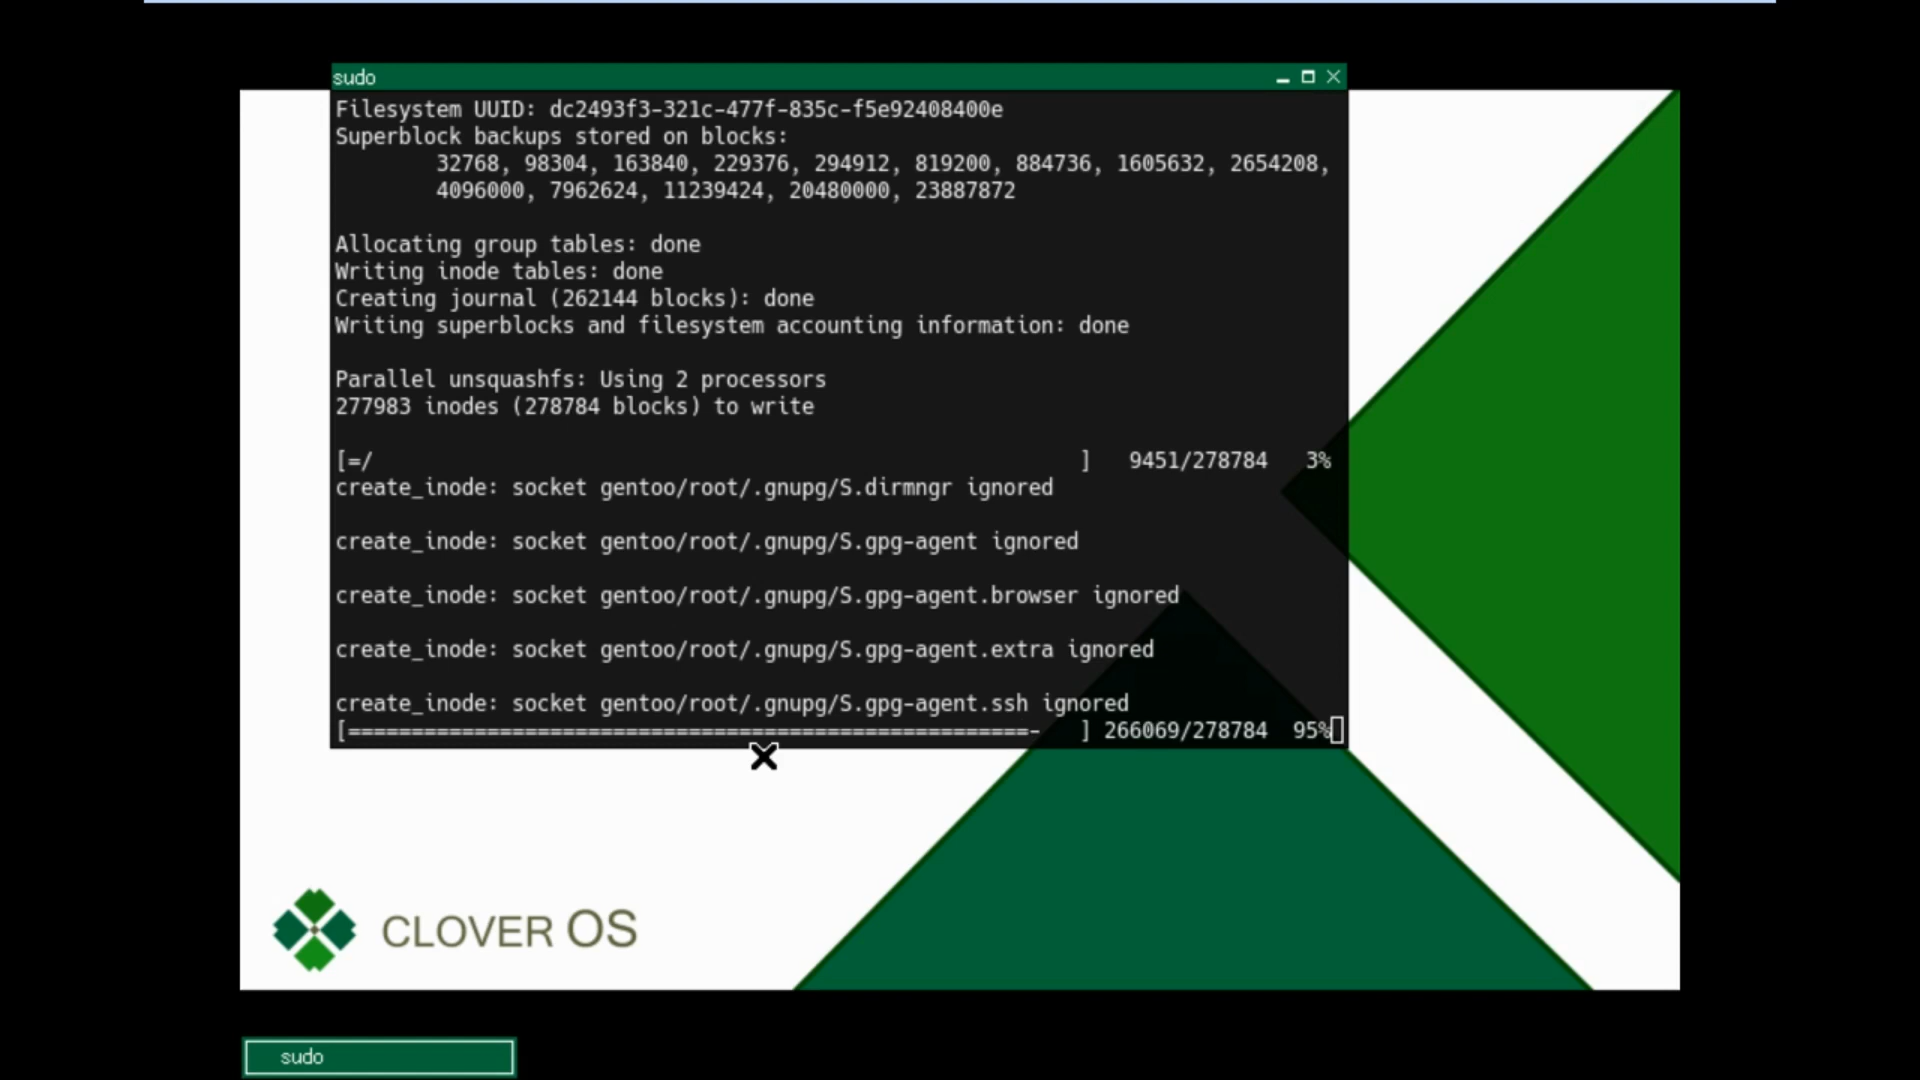 sudo
Filesystem UUID: dc2493f3-321c-477f-835c-f5e92408400e
Superblock backups stored on blocks:
32768, 98304, 163840, 229376, 294912, 819200, 884736, 1605632, 2654208,
4096000, 7962624, 11239424, 20480000, 23887872
Allocating group tables: done
Writing inode tables: done
Creating journal (262144 blocks): done
Writing superblocks and filesystem accounting information: done
Parallel unsquashfs: Using 2 processors
277983 inodes (278784 blocks) to write
[=/ ] 9451/278784 3%
create_inode: socket gentoo/root/.gnupg/S.dirmngr ignored
create_inode: socket gentoo/root/.gnupg/S.gpg-agent ignored
create_inode: socket gentoo/root/.gnupg/S.gpg-agent.browser ignored
create_inode: socket gentoo/root/.gnupg/S.gpg-agent.extra ignored
create_inode: socket gentoo/root/.gnupg/S.gpg-agent.ssh ignored
[======================================================- ] 266069/278784 95%
CLOVER OS
sudo